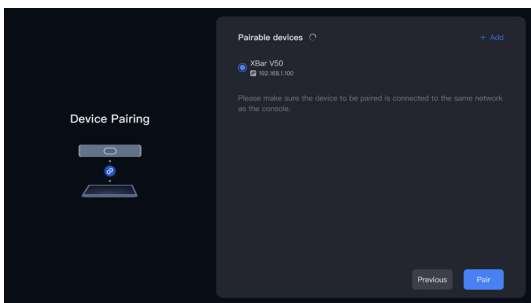 Pairable devices
+ Add
XBar V50
192.168.1.100
Please make sure the device to be paired is connected to the same network
as the console.
Device Pairing
Previous
Pair